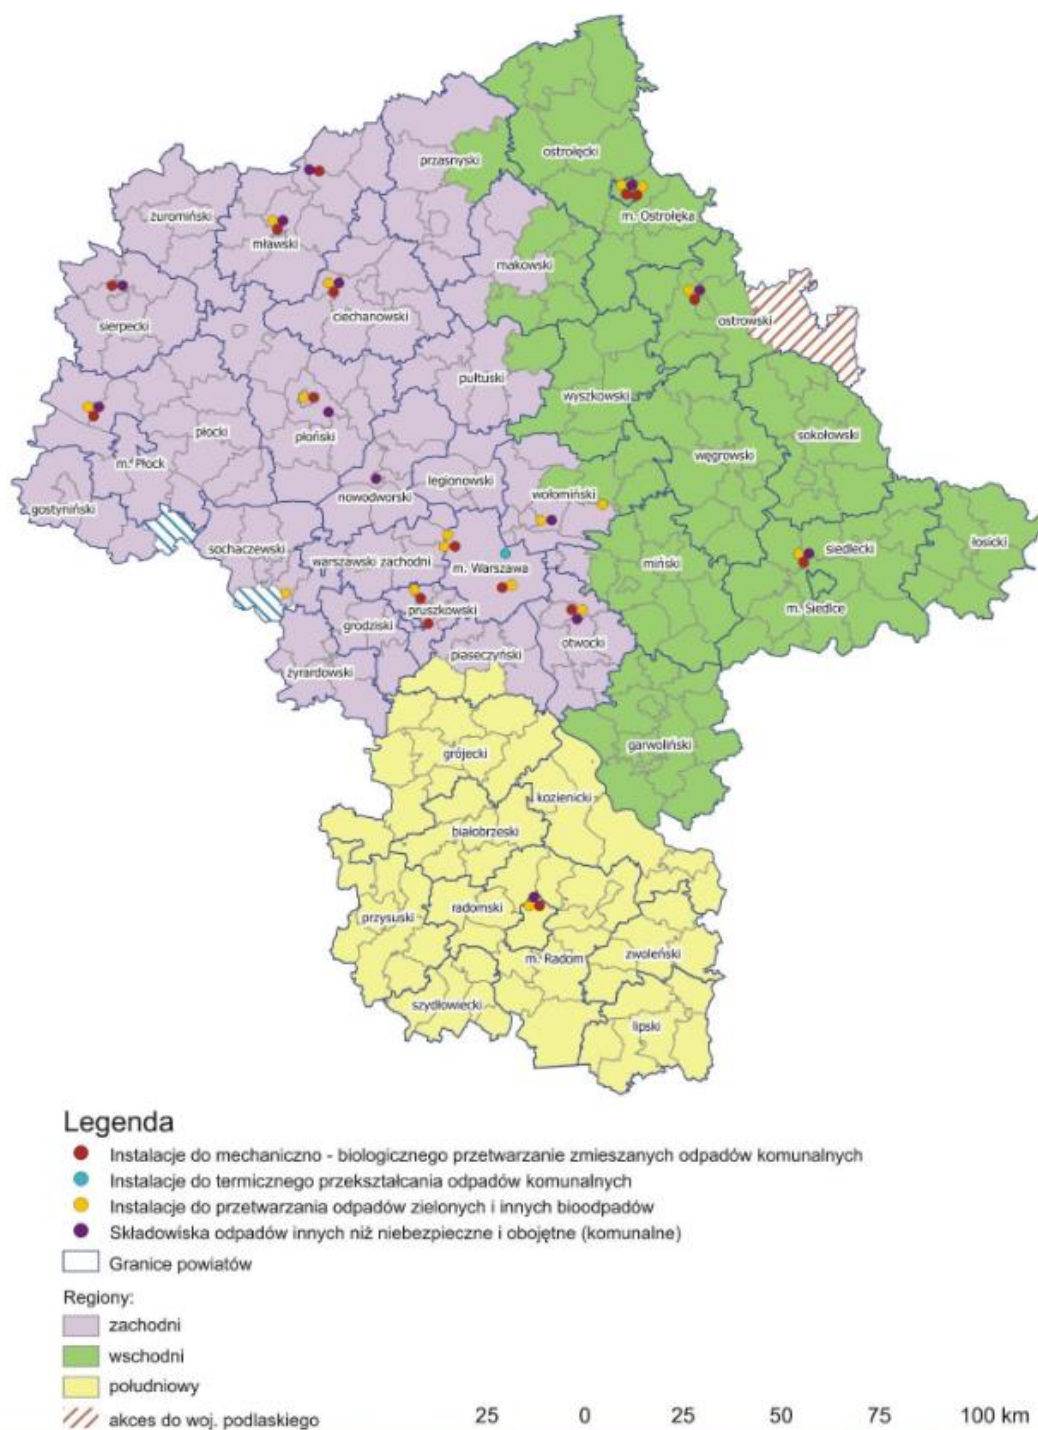 przasnyski
ostrołęcki
żuromiński
mławski
m. Ostrołęka
makowski
sierpecki
ciechanowski
ostrowski
pułtuski
wyszkowski
płocki
płoński
sokołowski
węgrowski
m. Płock
legionowski
nowodworski
wołomiński
gostyniński
sochaczewski
warszawski zachodni
m. Warszawa
miński
siedlecki
łosicki
pruszkowski
m. Siedlce
grodziski
otwocki
piaseczyński
żyrardowski
garwoliński
grójecki
kozienicki
białobrzeski
radomski
przysuski
zwoleński
m. Radom
szydłowiecki
lipski
Legenda
Instalacje do mechaniczno - biologicznego przetwarzanie zmieszanych odpadów komunalnych
Instalacje do termicznego przekształcania odpadów komunalnych
Instalacje do przetwarzania odpadów zielonych i innych bioodpadów
Składowiska odpadów innych niż niebezpieczne i obojętne (komunalne)
Granice powiatów
Regiony:
zachodni
wschodni
południowy
akces do woj. podlaskiego
25 0 25 50 75 100 km